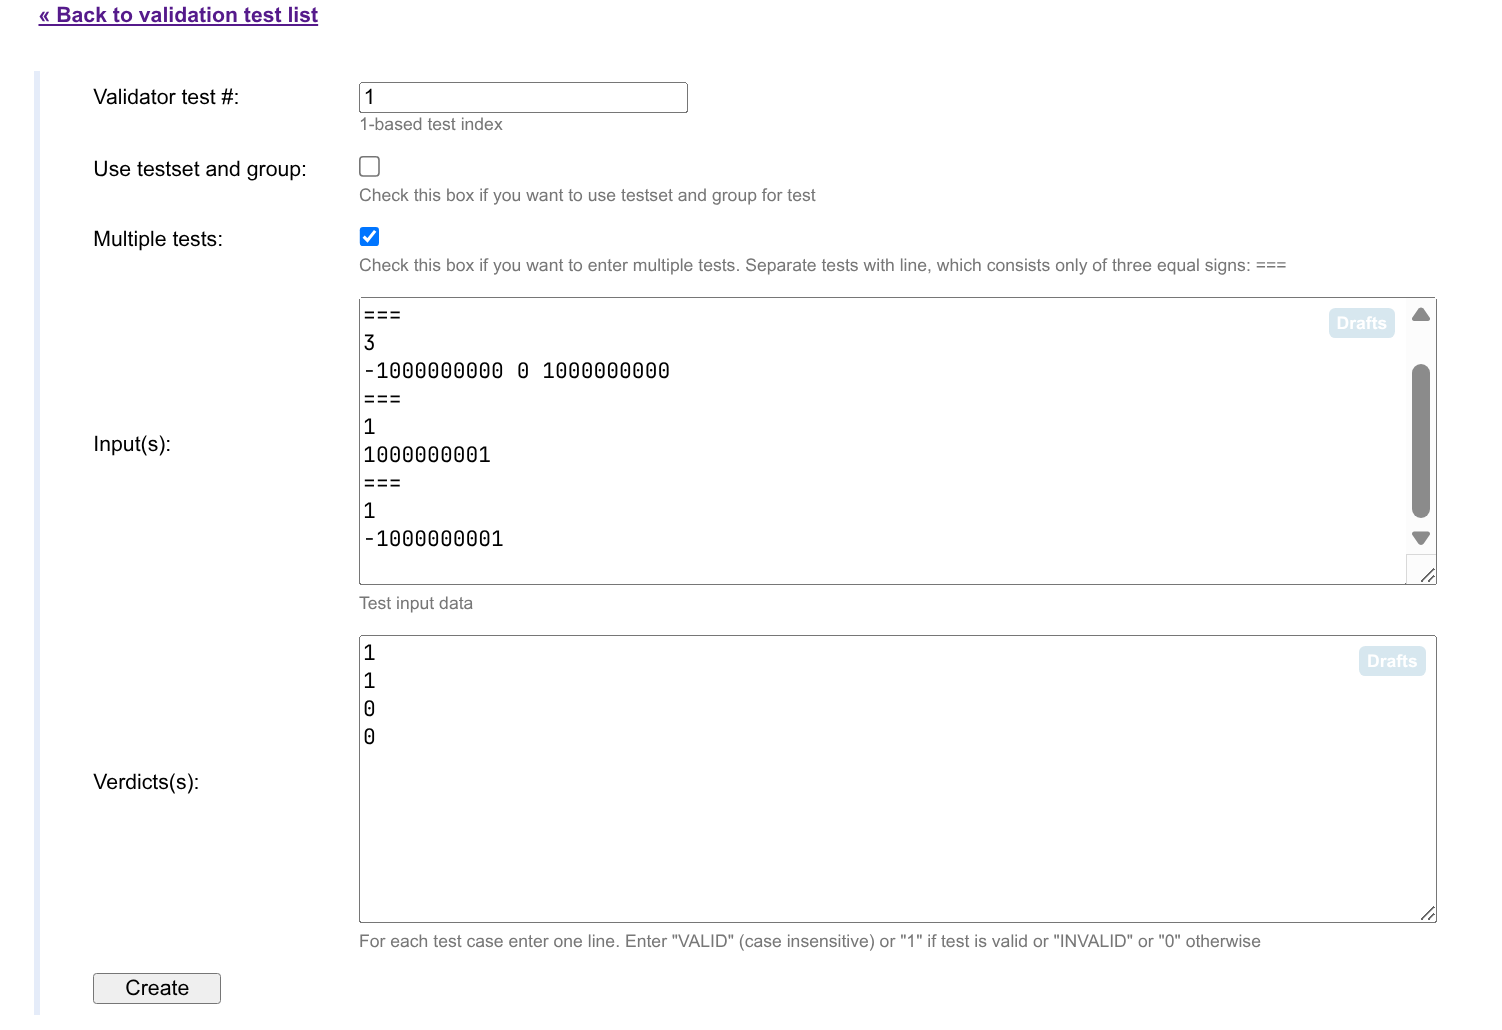 « Back to validation test list
Validator test #:
1
1-based test index
Use testset and group:
Check this box if you want to use testset and group for test
Multiple tests:
Check this box if you want to enter multiple tests. Separate tests with line, which consists only of three equal signs: ===
Input(s):
===
Drafts
3
-1000000000 0 1000000000
===
1
1000000001
===
1
-1000000001
Test input data
Verdicts(s):
1
Drafts
1
0
0
For each test case enter one line. Enter "VALID" (case insensitive) or "1" if test is valid or "INVALID" or "0" otherwise
Create